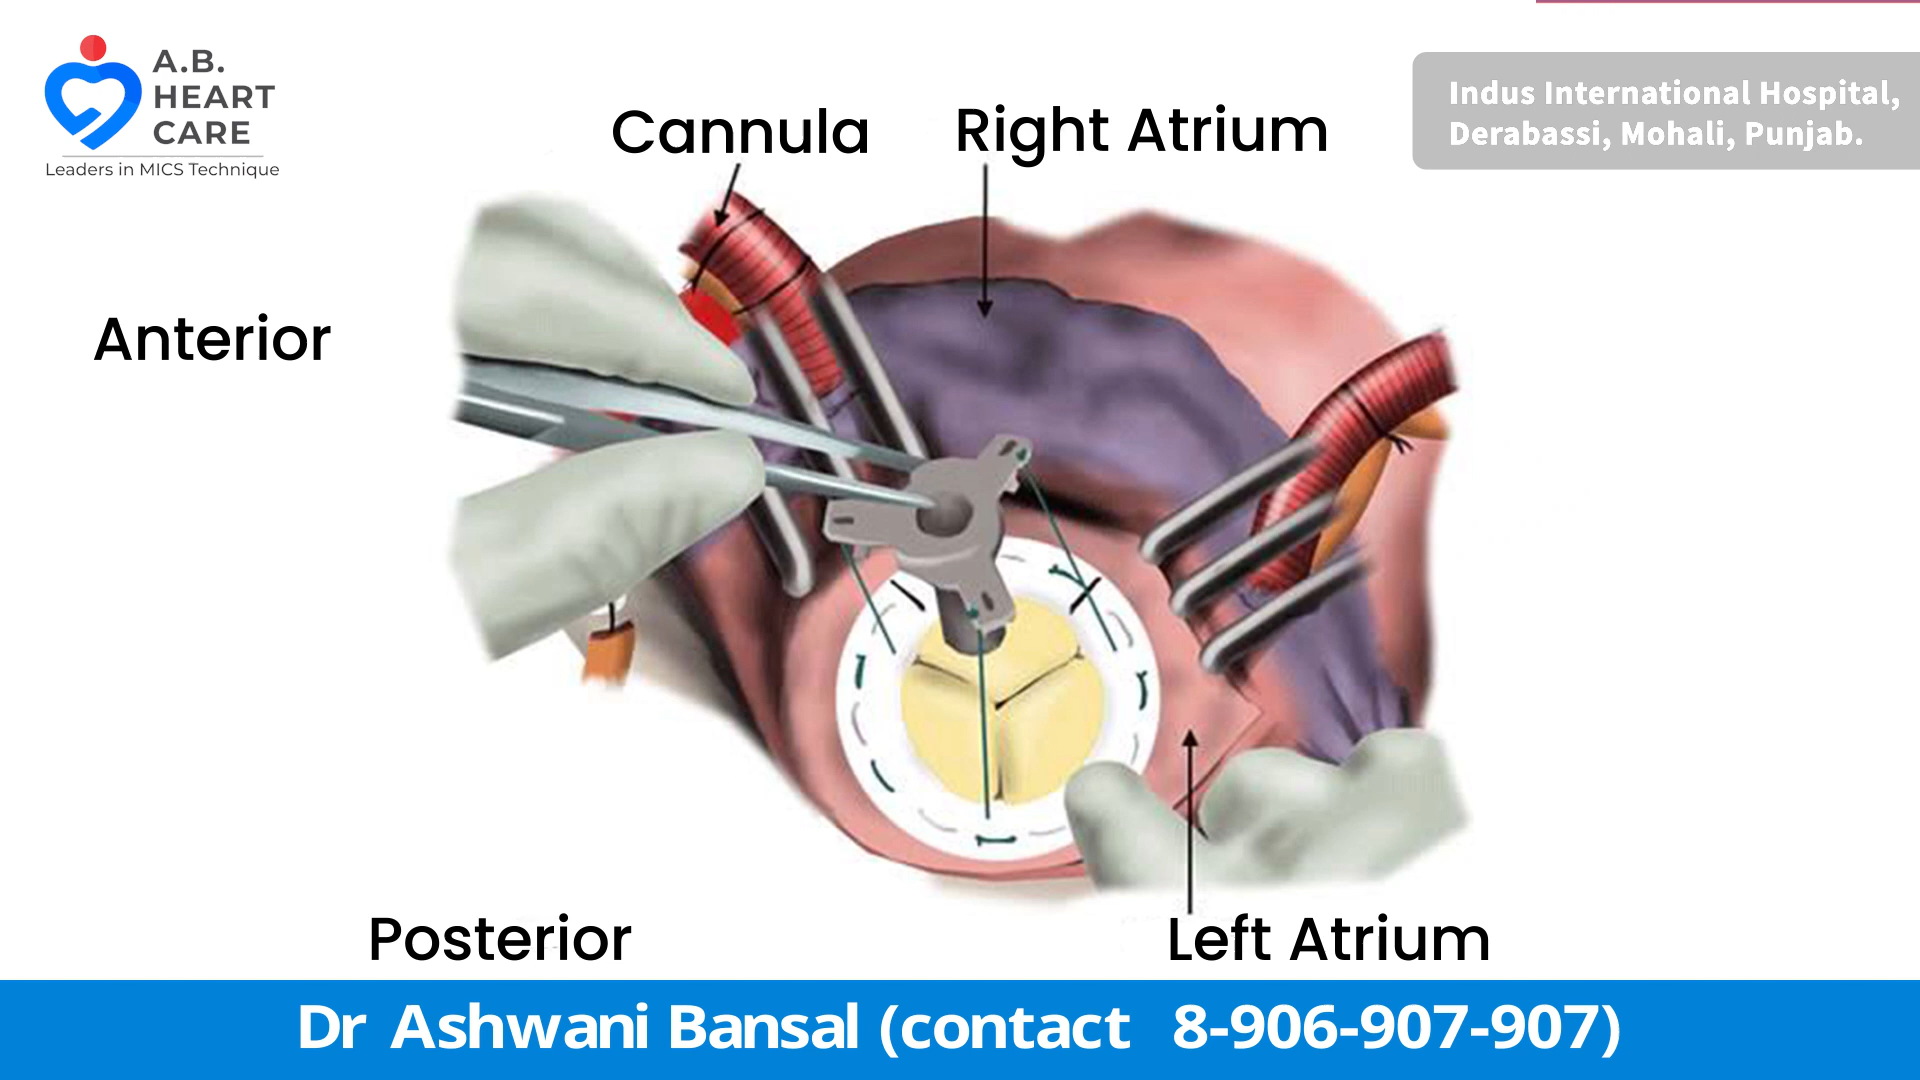 A.B.
HEART
CARE
Leaders in MICS Technique
Indus International Hospital,
Derabassi, Mohali, Punjab.
Cannula
Right Atrium
Anterior
Posterior
Left Atrium
Dr Ashwani Bansal (contact 8-906-907-907)